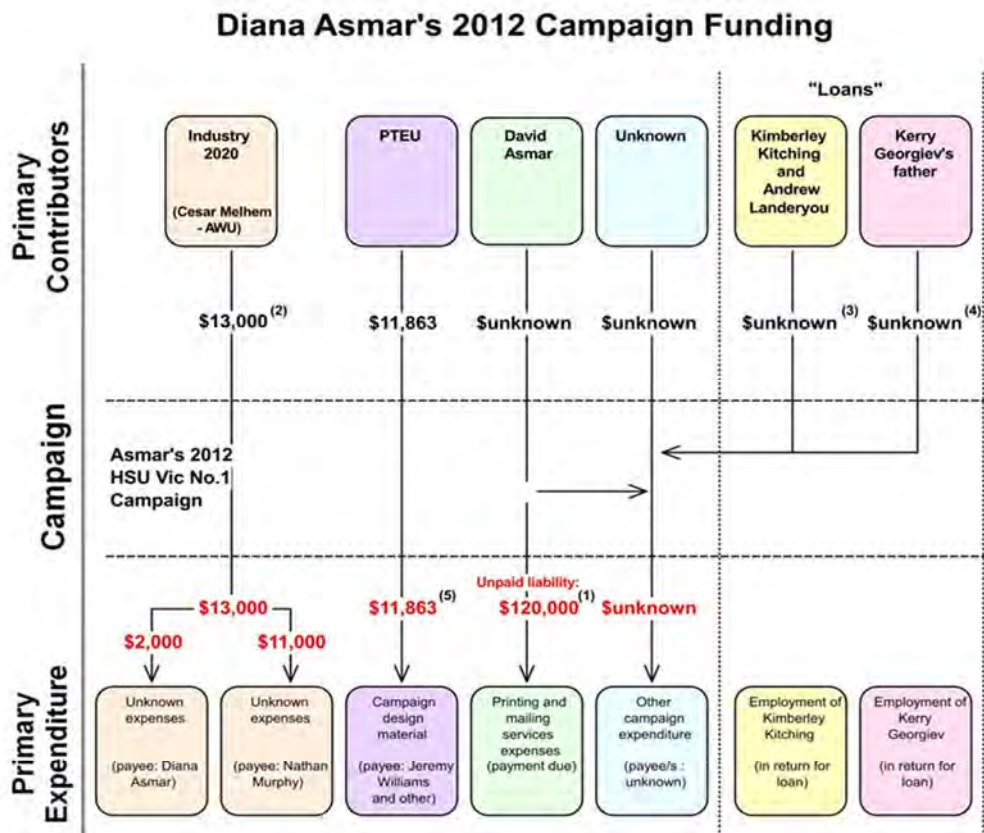 Diana Asmar's 2012 Campaign Funding
"Loans"
Primary
Contributors
Industry
2020
(Cesar Melhem
- AWU)
PTEU
David
Asmar
Unknown
Kimberley
Kitching
and
Andrew
Landeryou
Kerry
Georgiev's
father
$13,000 (2)
$11,863
$unknown
$unknown
$unknown (3)
$unknown (4)
Campaign
Asmar's 2012
HSU Vic No.1
Campaign
Primary
Expenditure
$13,000
$2,000
$11,000
$11,863 (5)
Unpaid liability:
$120,000 (1)
$unknown
Unknown
expenses
(payee: Diana
Asmar)
Unknown
expenses
(payee: Nathan
Murphy)
Campaign
design
material
(payee: Jeremy
Williams
and other)
Printing and
mailing
services
expenses
(payment due)
Other
campaign
expenditure
(payee/s :
unknown)
Employment of
Kimberley
Kitching
(in return for
loan)
Employment of
Kerry
Georgiev
(in return for
loan)